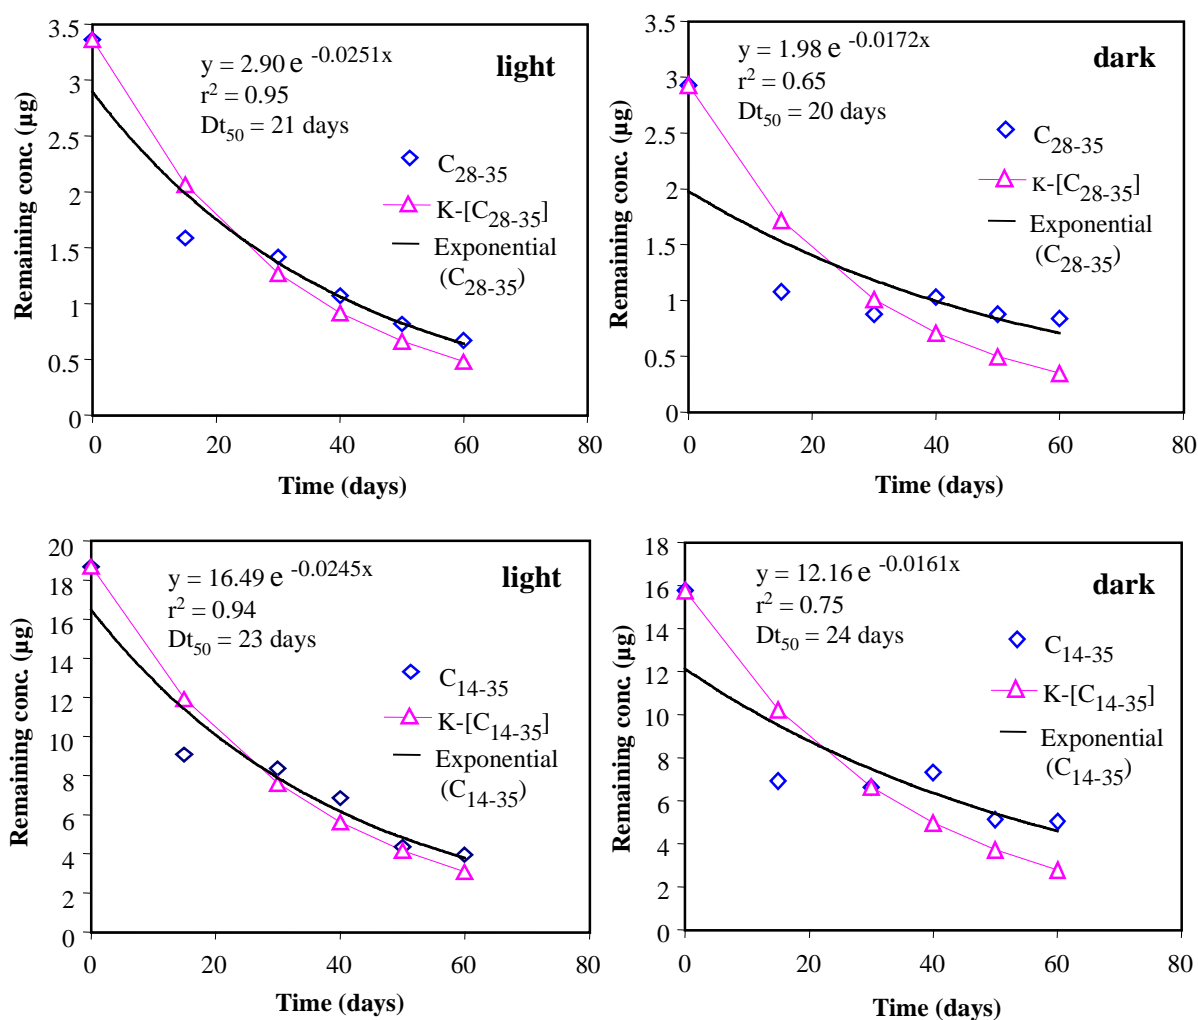 y = 2.90 e -0.0251x
r2 = 0.95
Dt50 = 21 days
light
C28-35
K-[C28-35]
Exponential
(C28-35)
Remaining conc. (µg)
3.5
3
2.5
2
1.5
1
0.5
0
0 20 40 60 80
Time (days)
y = 1.98 e -0.0172x
r2 = 0.65
Dt50 = 20 days
dark
C28-35
K-[C28-35]
Exponential
(C28-35)
Remaining conc. (µg)
3.5
3
2.5
2
1.5
1
0.5
0
0 20 40 60 80
Time (days)
y = 16.49 e -0.0245x
r2 = 0.94
Dt50 = 23 days
light
C14-35
K-[C14-35]
Exponential
(C14-35)
Remaining conc. (µg)
20
18
16
14
12
10
8
6
4
2
0
0 20 40 60 80
Time (days)
y = 12.16 e -0.0161x
r2 = 0.75
Dt50 = 24 days
dark
C14-35
K-[C14-35]
Exponential
(C14-35)
Remaining conc. (µg)
18
16
14
12
10
8
6
4
2
0
0 20 40 60 80
Time (days)